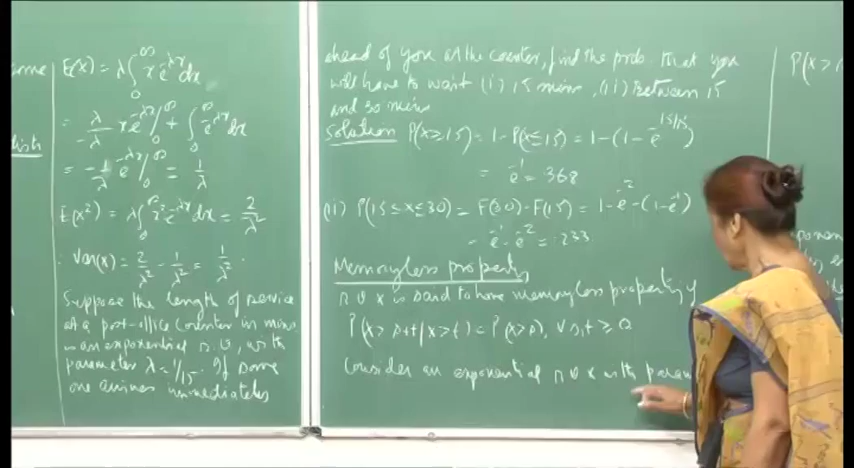 E(X) = λ∫₀^∞ x e^{-λx} dx
= λ/-λ x e^{-λx}|₀^∞ + ∫₀^∞ e^{-λx} dx
= -1/λ e^{-λx}|₀^∞ = 1/λ
E(X²) = λ∫₀^∞ x² e^{-λx} dx = 2/λ²
∴ Var(X) = 2/λ² - 1/λ² = 1/λ².
Suppose the length of service
at a post-office counter in mins
is an exponential r.v, with
parameter λ = 1/15. If some
one arrives immediately
ahead of you at the counter, find the prob. that you
will have to wait (i) 15 mins, (ii) Between 15
and 30 mins
Solution P(X≥15) = 1 - P(X≤15) = 1 - (1 - e^{-15/15})
= e^{-1} = .368
(ii) P(15≤X≤30) = F(30) - F(15) = 1 - e^{-2} - (1 - e^{-1})
= e^{-1} - e^{-2} = .233.
Memoryless property
r v X is said to have memoryless property if
P(X > s+t / X > t) = P(X > s), ∀ s,t ≥ 0
Consider an exponential r v X with param
P(X >